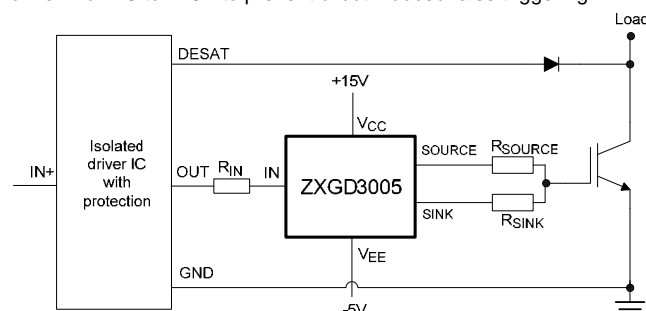 Load
DESAT
+15V
VCC
Isolated
driver IC
with
protection
IN+
OUT
RIN
IN
ZXGD3005
SOURCE
RSOURCE
SINK
RSINK
VEE
GND
-5V